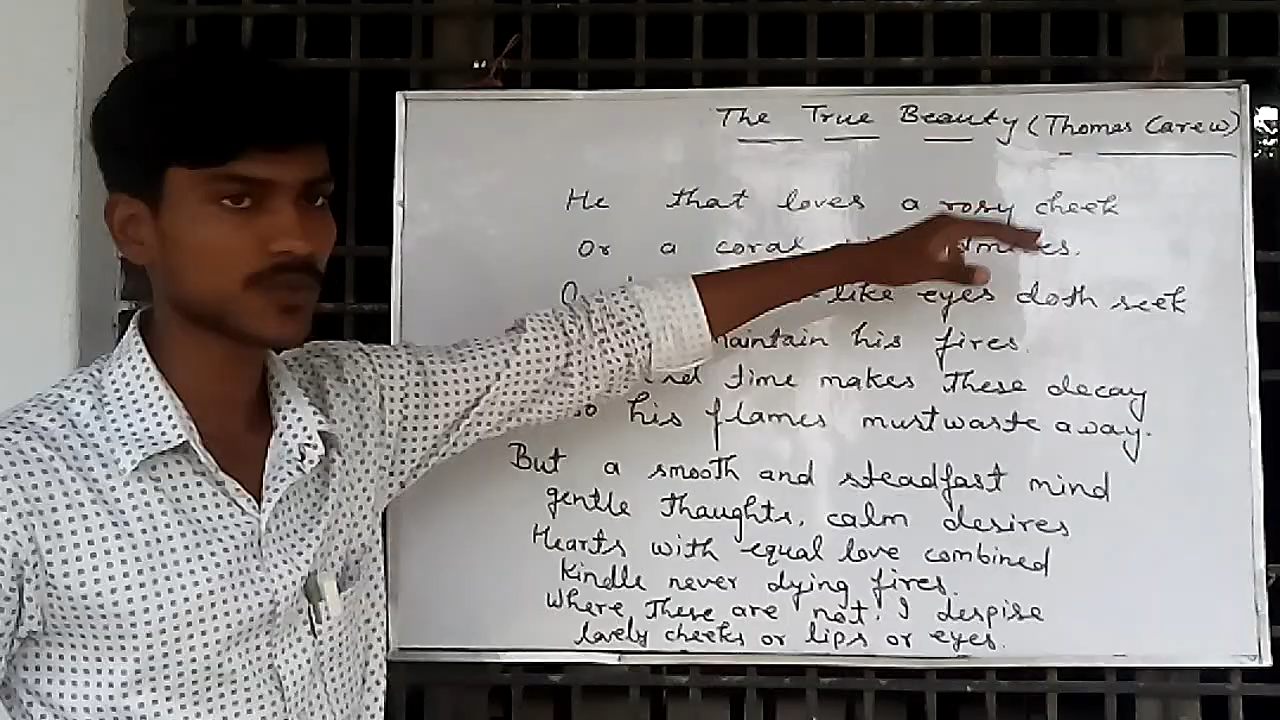 The True Beauty (Thomas Carew)
He that loves a rosy cheek
Or a coral
like eyes doth seek
maintain his fires.
time makes these decay
his flames must waste away.
But a smooth and steadfast mind
gentle thaughts, calm desires
Hearts with equal love combined
Kindle never dying fires.
Where these are not, I despise
lovely cheeks or lips or eyes.